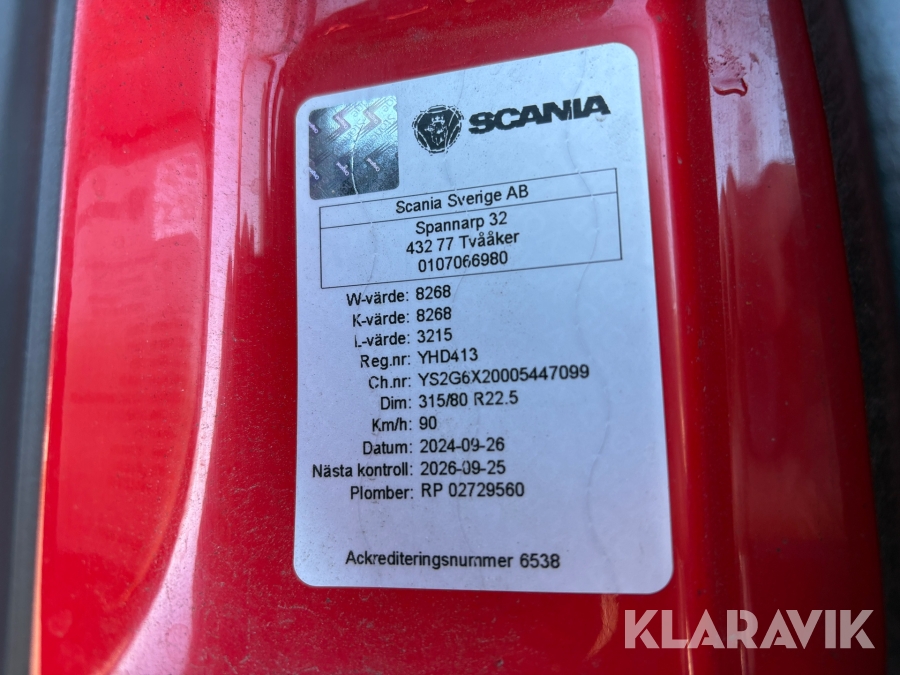 SCANIA
Scania Sverige AB
Spannarp 32
432 77 Tvååker
0107066980
W-värde: 8268
K-värde: 8268
L-värde: 3215
Reg.nr: YHD413
Ch.nr: YS2G6X20005447099
Dim: 315/80 R22.5
Km/h: 90
Datum: 2024-09-26
Nästa kontroll: 2026-09-25
Plomber: RP 02729560
Ackrediteringsnummer 6538
KLARAVIK